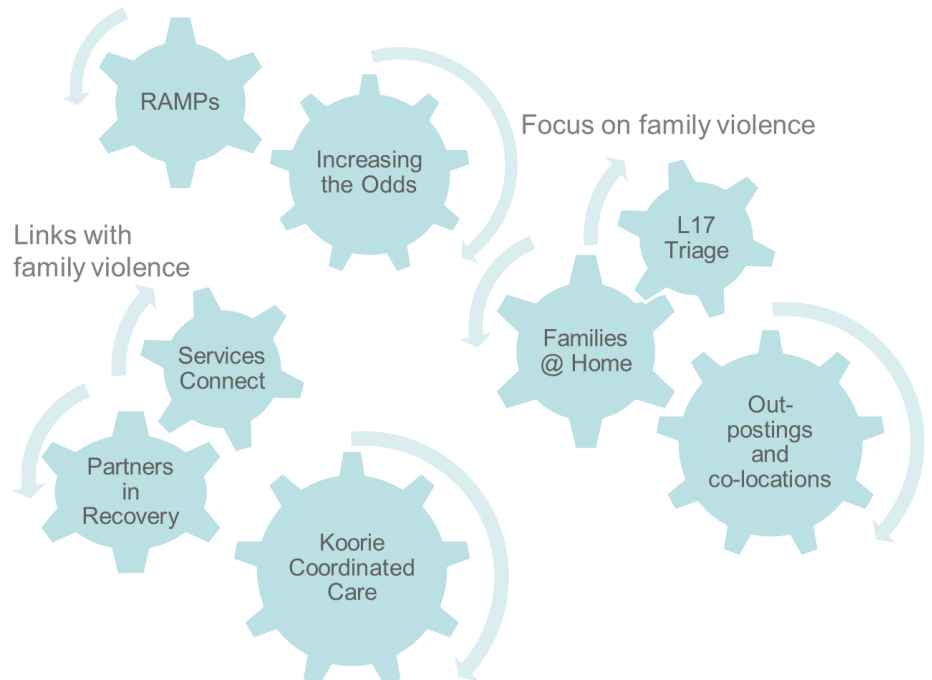 RAMPs
Increasing
the Odds
Focus on family violence
L17
Triage
Links with
family violence
Families
@ Home
Services
Connect
Out-
postings
and
co-locations
Partners
in
Recovery
Koorie
Coordinated
Care